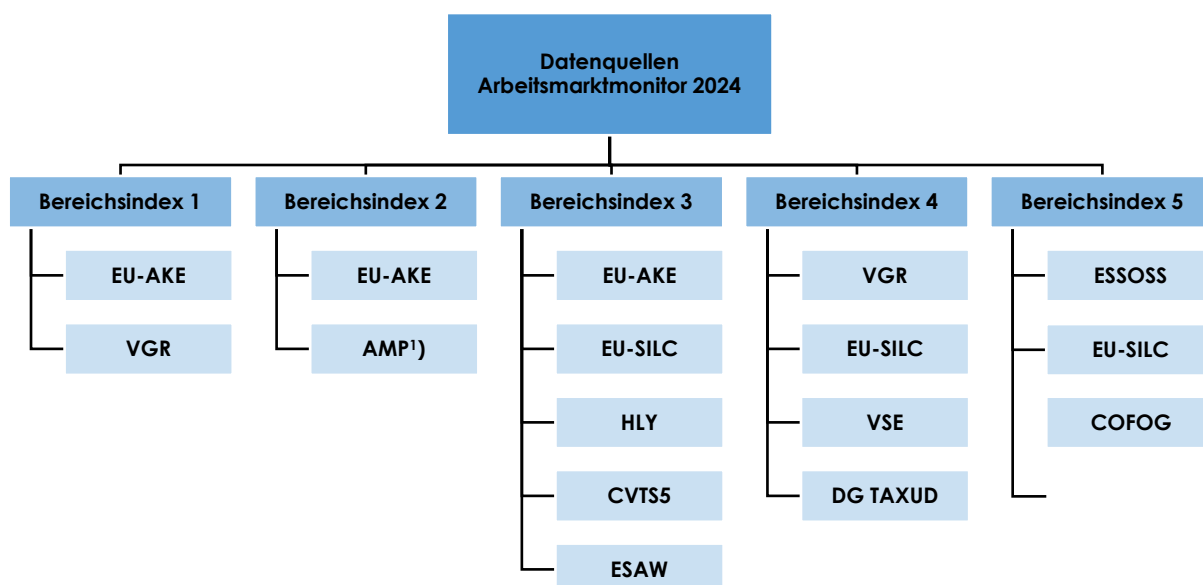 Datenquellen
Arbeitsmarktmonitor 2024
Bereichsindex 1
EU-AKE
VGR
Bereichsindex 2
EU-AKE
AMP¹)
Bereichsindex 3
EU-AKE
EU-SILC
HLY
CVTS5
ESAW
Bereichsindex 4
VGR
EU-SILC
VSE
DG TAXUD
Bereichsindex 5
ESSOSS
EU-SILC
COFOG